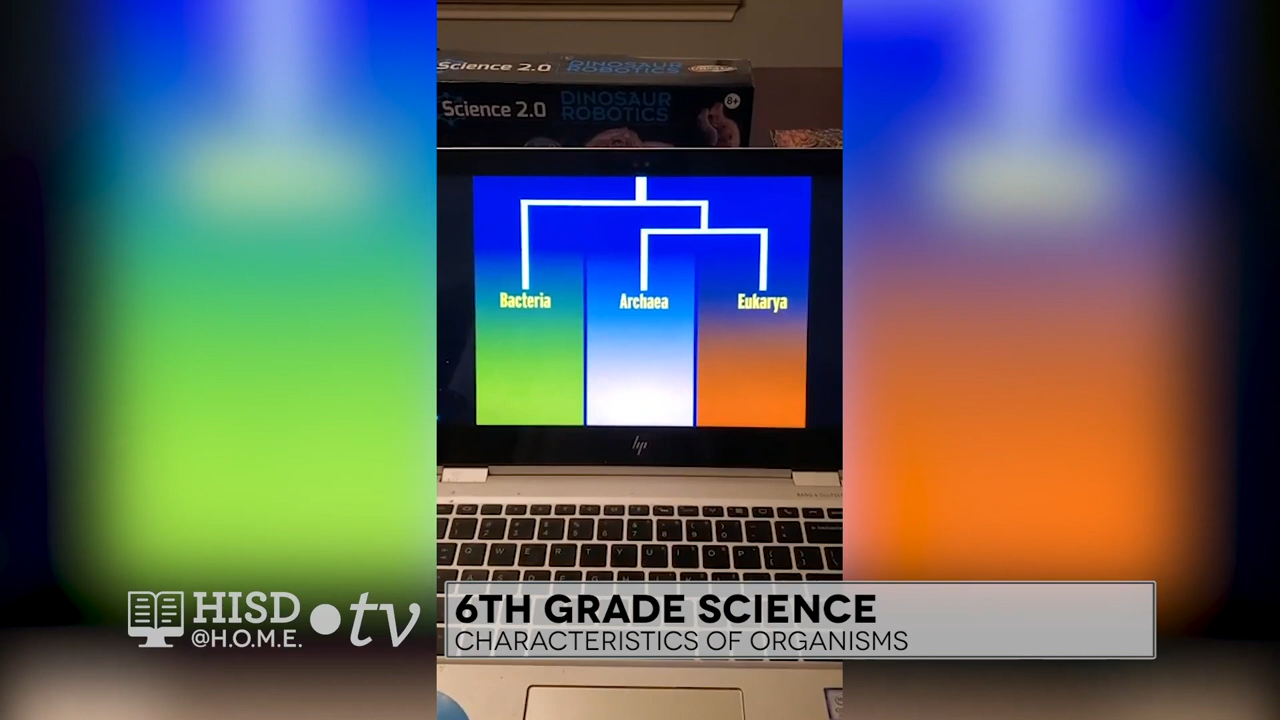 Science 2.0 DINOSAUR ROBOTICS
Science 2.0 DINOSAUR ROBOTICS 8+
Bacteria Archaea Eukarya
hp
Q W E R T Y U I O P
HISD
@H.O.M.E.
tv
6TH GRADE SCIENCE
CHARACTERISTICS OF ORGANISMS